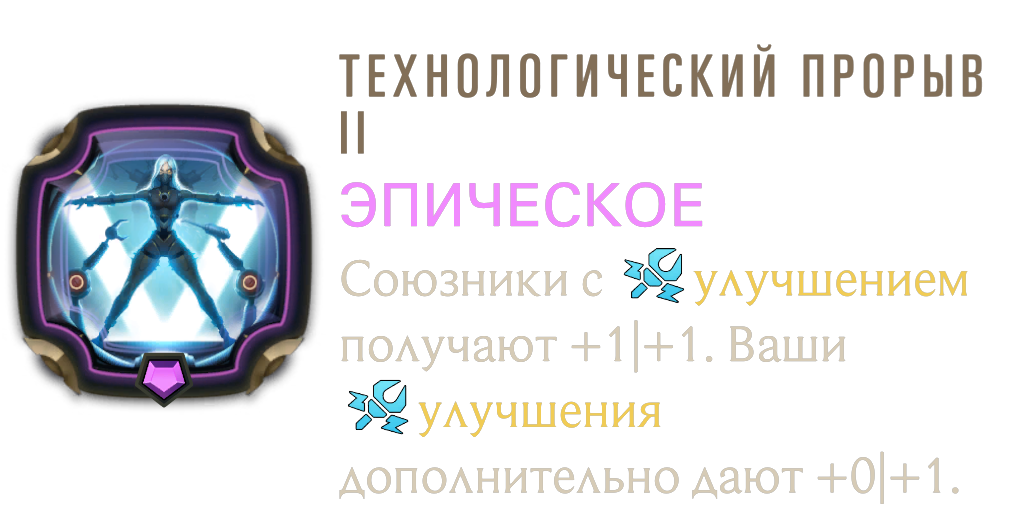 ТЕХНОЛОГИЧЕСКИЙ ПРОРЫВ
II
ЭПИЧЕСКОЕ
Союзники с улучшением
получают +1|+1. Ваши
улучшения
дополнительно дают +0|+1.